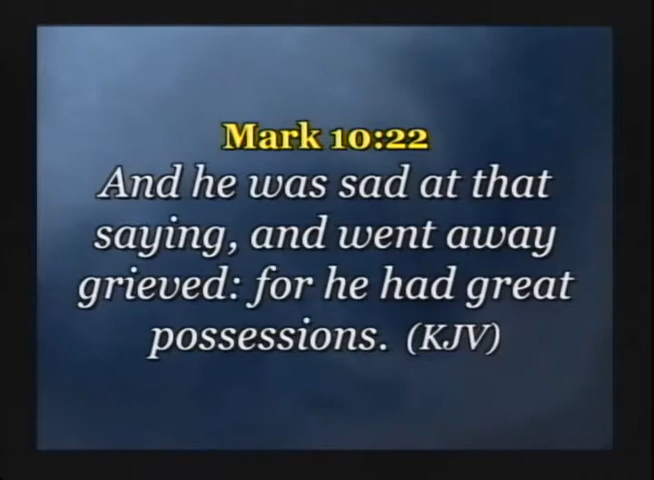 Mark 10:22
And he was sad at that
saying, and went away
grieved: for he had great
possessions. (KJV)